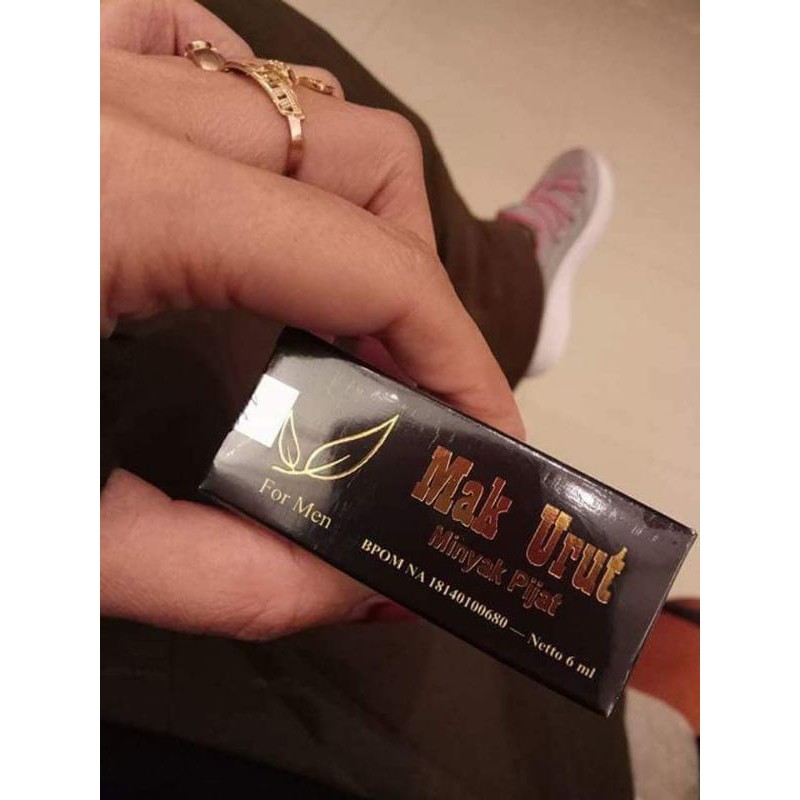 For Men
Mak Urut
Minyak Pijat
BPOM NA 18140100680 — Netto 6 ml